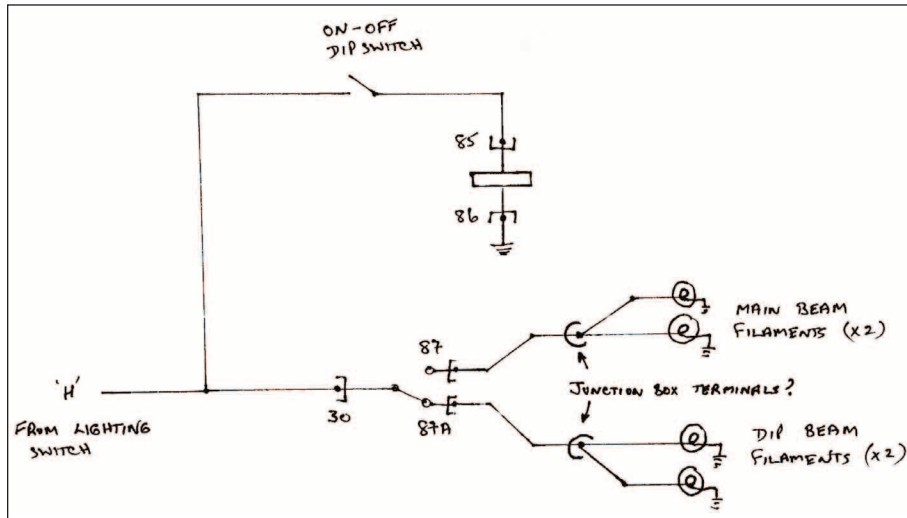 ON-OFF
DIP SWITCH
85
86
MAIN BEAM
FILAMENTS (X2)
87
'H'
JUNCTION BOX TERMINALS?
30
87A
FROM LIGHTING
SWITCH
DIP BEAM
FILAMENTS (X2)